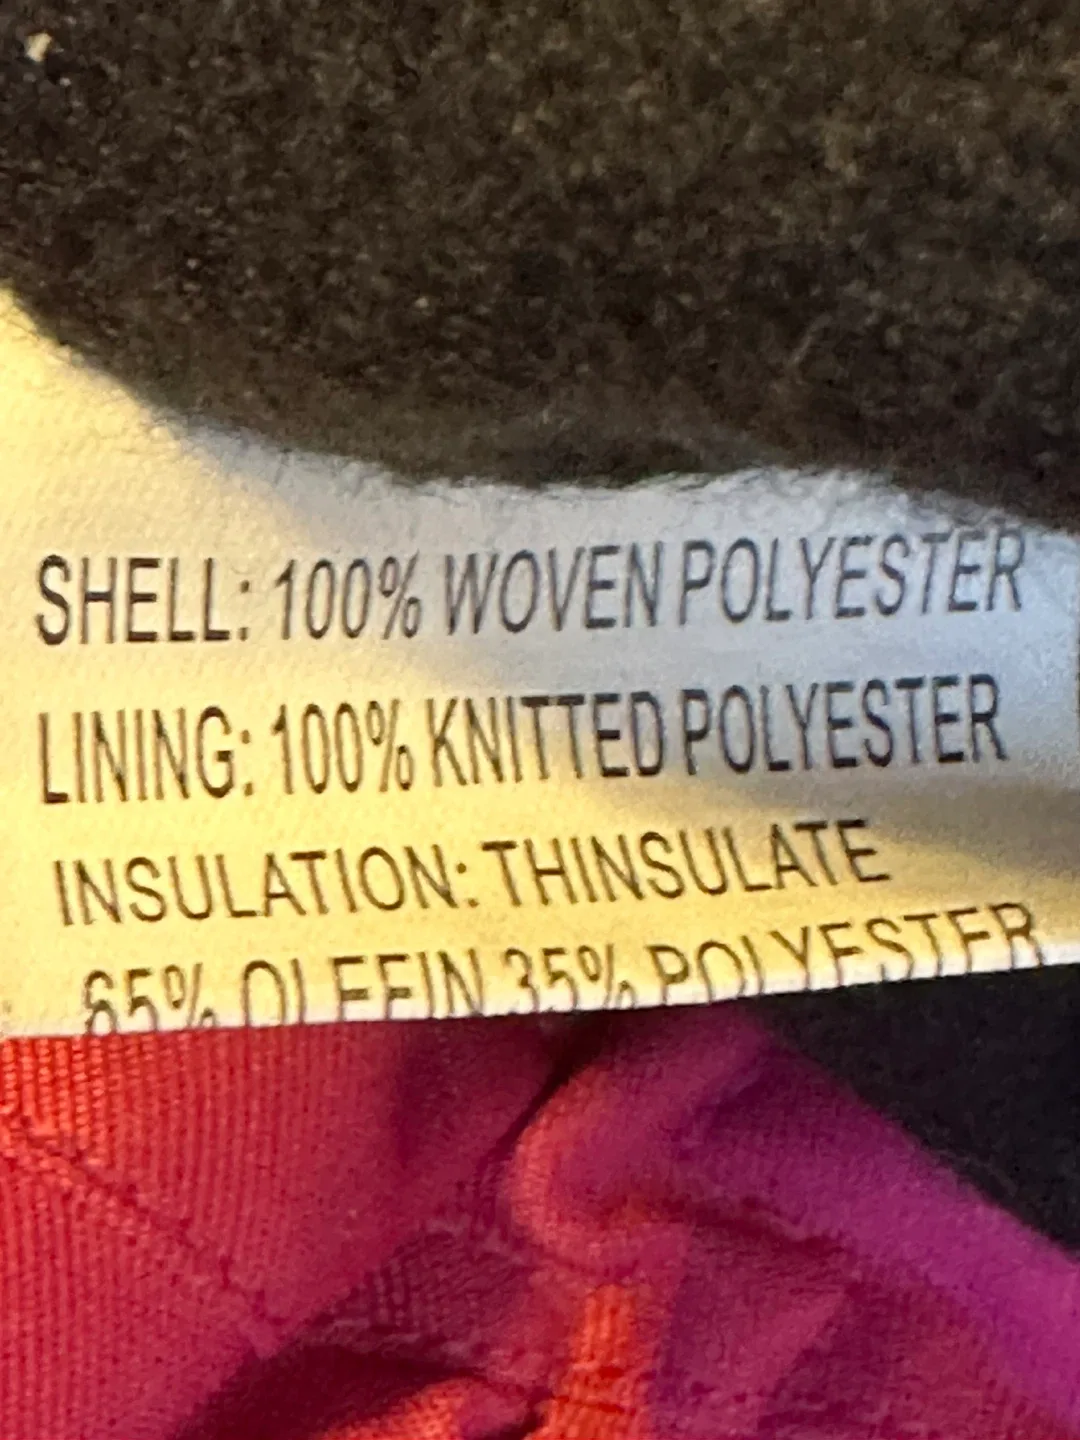 SHELL: 100% WOVEN POLYESTER
LINING: 100% KNITTED POLYESTER
INSULATION: THINSULATE
65% OLEFIN 35% POLYESTER